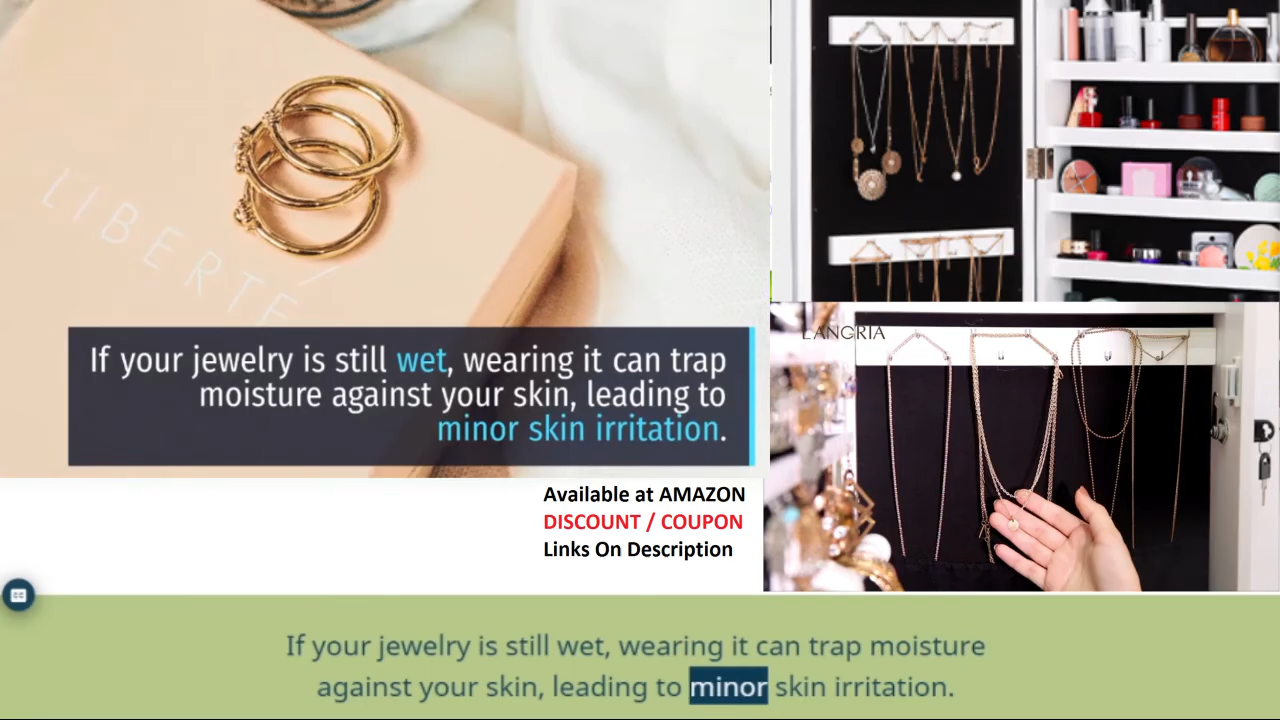 LIBERTÉ
If your jewelry is still wet, wearing it can trap
moisture against your skin, leading to
minor skin irritation.
LANGRIA
Available at AMAZON
DISCOUNT / COUPON
Links On Description
CC
If your jewelry is still wet, wearing it can trap moisture
against your skin, leading to minor skin irritation.